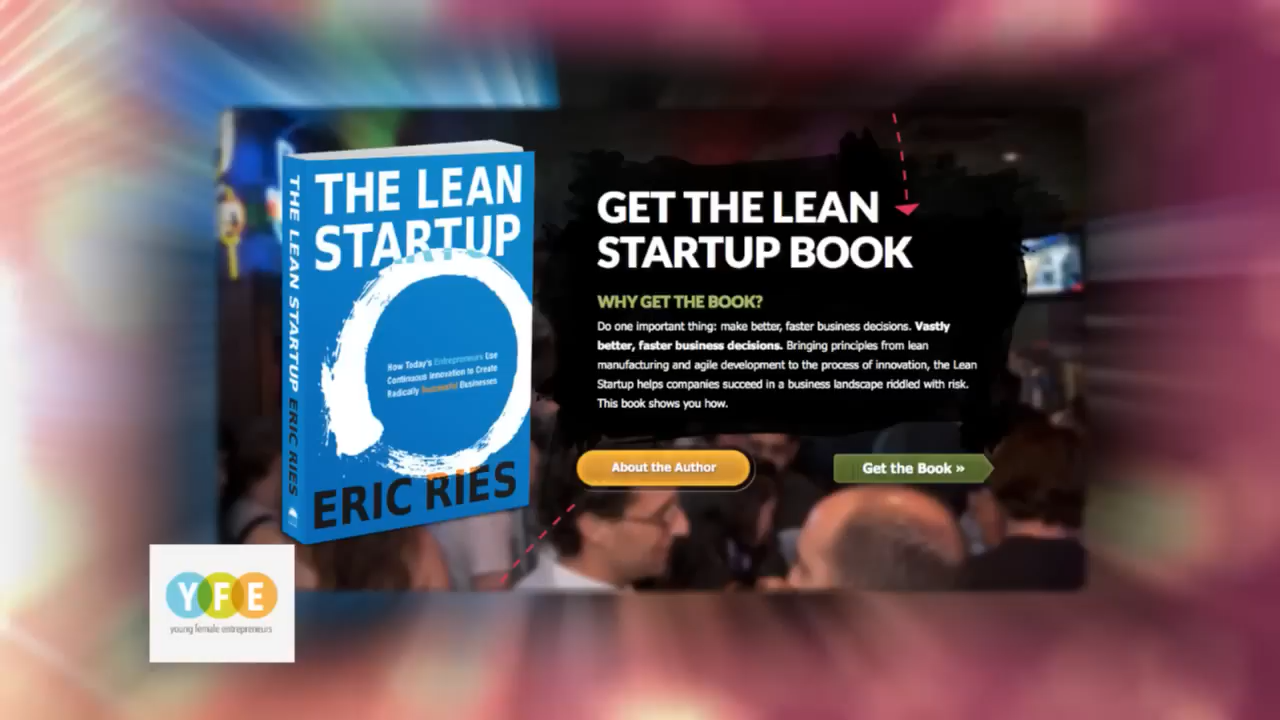 THE LEAN STARTUP ERIC RIES
THE LEAN
STARTUP
How Today's Entrepreneurs Use
Continuous Innovation to Create
Radically Successful Businesses
ERIC RIES
GET THE LEAN
STARTUP BOOK
WHY GET THE BOOK?
Do one important thing: make better, faster business decisions. Vastly
better, faster business decisions. Bringing principles from lean
manufacturing and agile development to the process of innovation, the Lean
Startup helps companies succeed in a business landscape riddled with risk.
This book shows you how.
About the Author
Get the Book »
YFE
young female entrepreneurs